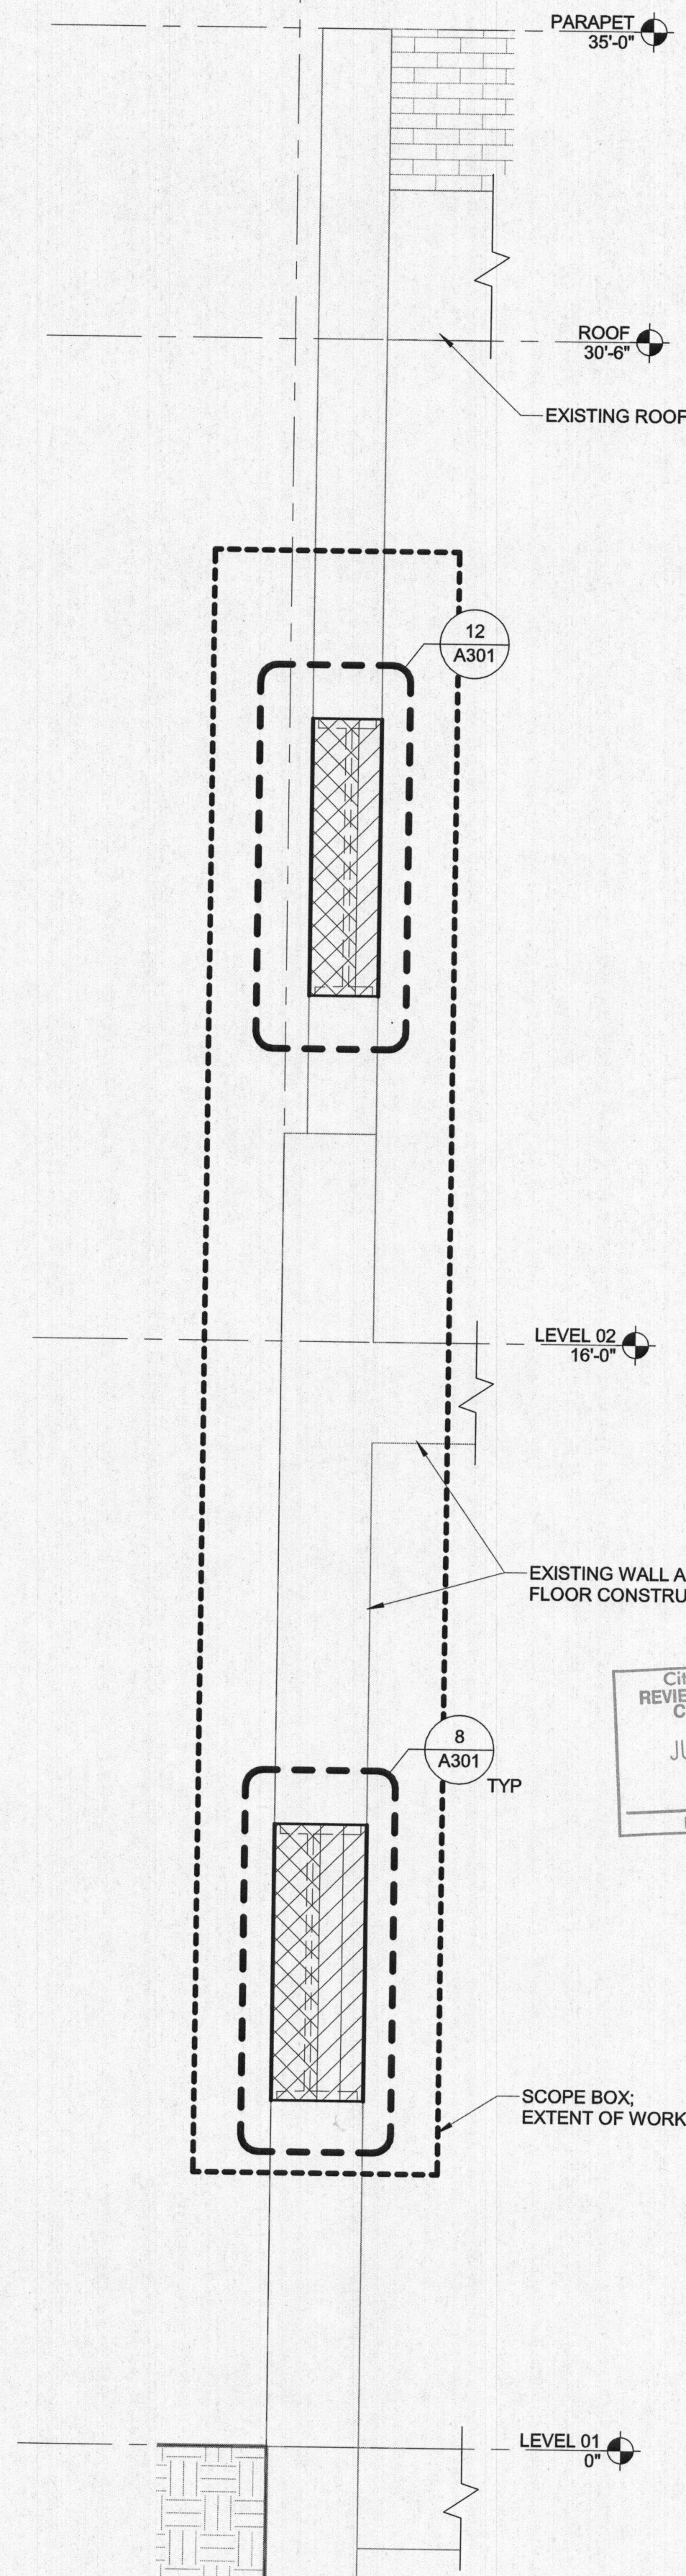 PARAPET
35'-0"
ROOF
30'-6"
EXISTING ROOF
12
A301
LEVEL 02
16'-0"
EXISTING WALL A
FLOOR CONSTRU
REVIE
8
A301
TYP
SCOPE BOX;
EXTENT OF WORK
LEVEL 01
0"